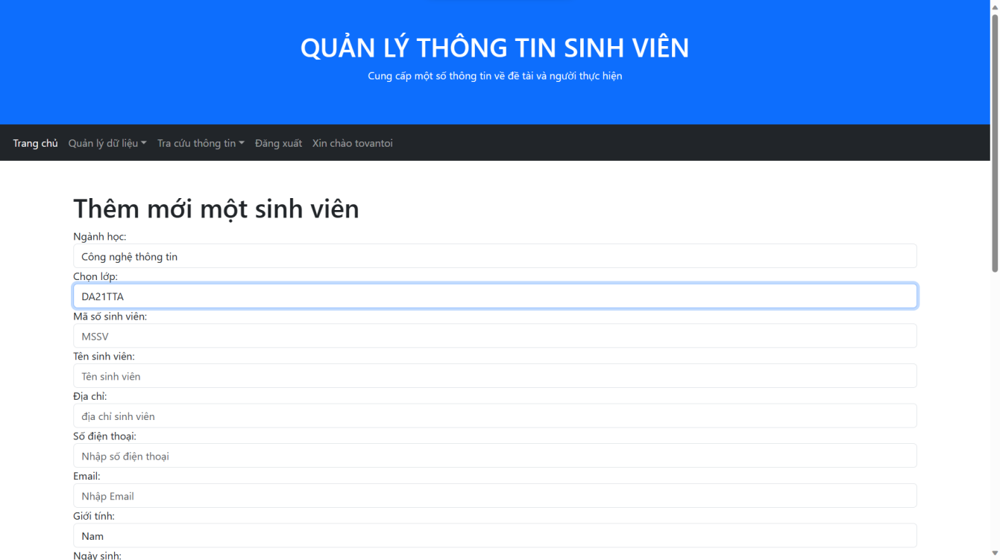 QUẢN LÝ THÔNG TIN SINH VIÊN
Cung cấp một số thông tin về đề tài và người thực hiện
Trang chủ Quản lý dữ liệu Tra cứu thông tin Đăng xuất Xin chào tovantoi
Thêm mới một sinh viên
Ngành học:
Công nghệ thông tin
Chọn lớp:
DA21TTA
Mã số sinh viên:
MSSV
Tên sinh viên:
Tên sinh viên
Địa chỉ:
địa chỉ sinh viên
Số điện thoại:
Nhập số điện thoại
Email:
Nhập Email
Giới tính:
Nam
Ngày sinh: